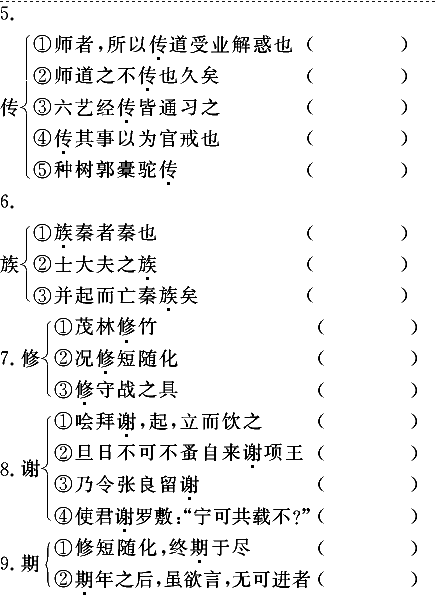 5.
传
①师者,所以传道受业解惑也 ( )
②师道之不传也久矣 ( )
③六艺经传皆通习之 ( )
④传其事以为官戒也 ( )
⑤种树郭橐驼传 ( )
6.
族
①族秦者秦也 ( )
②士大夫之族 ( )
③并起而亡秦族矣 ( )
7. 修
①茂林修竹 ( )
②况修短随化 ( )
③修守战之具 ( )
8. 谢
①哙拜谢,起,立而饮之 ( )
②旦日不可不蚤自来谢项王 ( )
③乃令张良留谢 ( )
④使君谢罗敷:“宁可共载不?” ( )
9. 期
①修短随化,终期于尽 ( )
②期年之后,虽欲言,无可进者 ( )